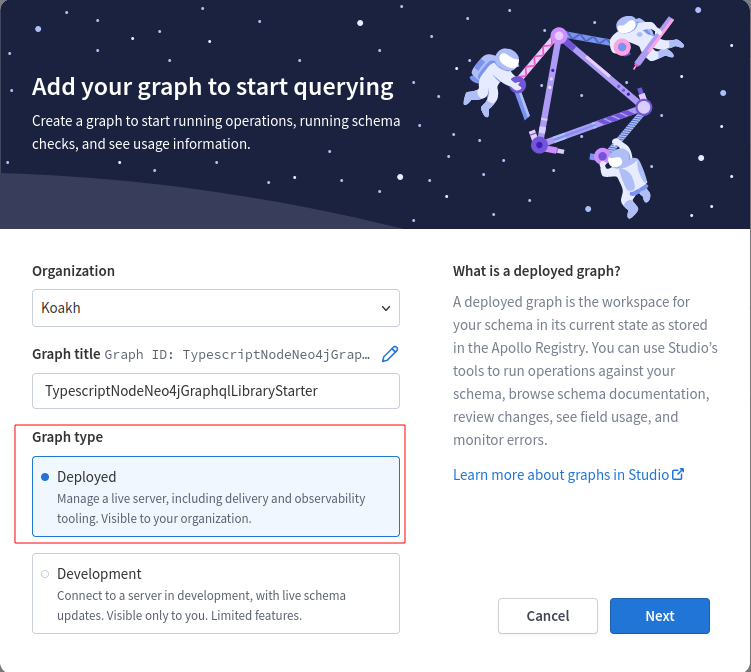 Add your graph to start querying
Create a graph to start running operations, running schema
checks, and see usage information.
Organization
Koakh
Graph title Graph ID: TypescriptNodeNeo4jGrap…
TypescriptNodeNeo4jGraphqlLibraryStarter
Graph type
Deployed
Manage a live server, including delivery and observability
tooling. Visible to your organization.
Development
Connect to a server in development, with live schema
updates. Visible only to you. Limited features.
What is a deployed graph?
A deployed graph is the workspace for
your schema in its current state as stored
in the Apollo Registry. You can use Studio's
tools to run operations against your
schema, browse schema documentation,
review changes, see field usage, and
monitor errors.
Learn more about graphs in Studio
Cancel
Next